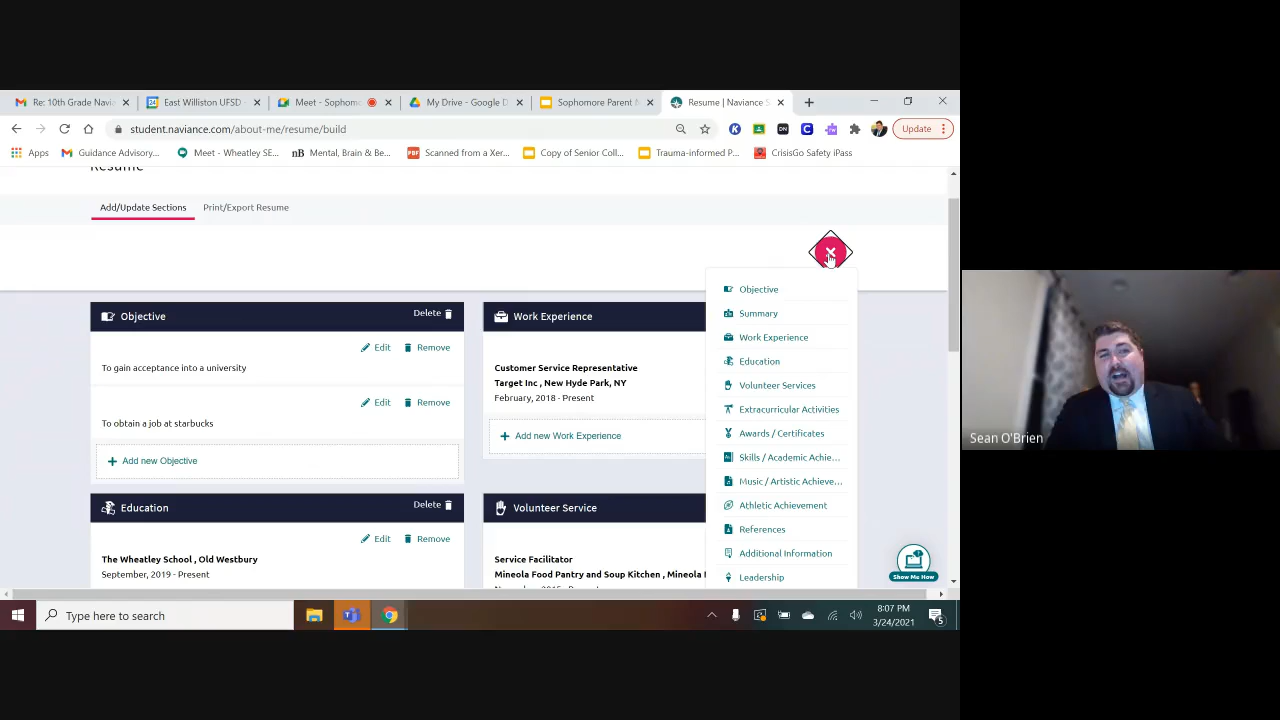 Re: 10th Grade Navia
East Williston UFSD -
Meet - Sophom
My Drive - Google D
Sophomore Parent N
Resume | Naviance S
student.naviance.com/about-me/resume/build
Update
Apps
Guidance Advisory...
Meet - Wheatley SE...
Mental, Brain & Be...
Scanned from a Xer...
Copy of Senior Coll...
Trauma-informed P...
CrisisGo Safety iPass
Resume
Add/Update Sections
Print/Export Resume
Objective
Delete
Edit
Remove
To gain acceptance into a university
Edit
Remove
To obtain a job at starbucks
Add new Objective
Work Experience
Customer Service Representative
Target Inc , New Hyde Park, NY
February, 2018 - Present
Add new Work Experience
Education
Delete
Edit
Remove
The Wheatley School , Old Westbury
September, 2019 - Present
Volunteer Service
Service Facilitator
Mineola Food Pantry and Soup Kitchen , Mineola
Objective
Summary
Work Experience
Education
Volunteer Services
Extracurricular Activities
Awards / Certificates
Skills / Academic Achie...
Music / Artistic Achieve...
Athletic Achievement
References
Additional Information
Leadership
Show Me How
Type here to search
8:07 PM
3/24/2021
5
Sean O'Brien